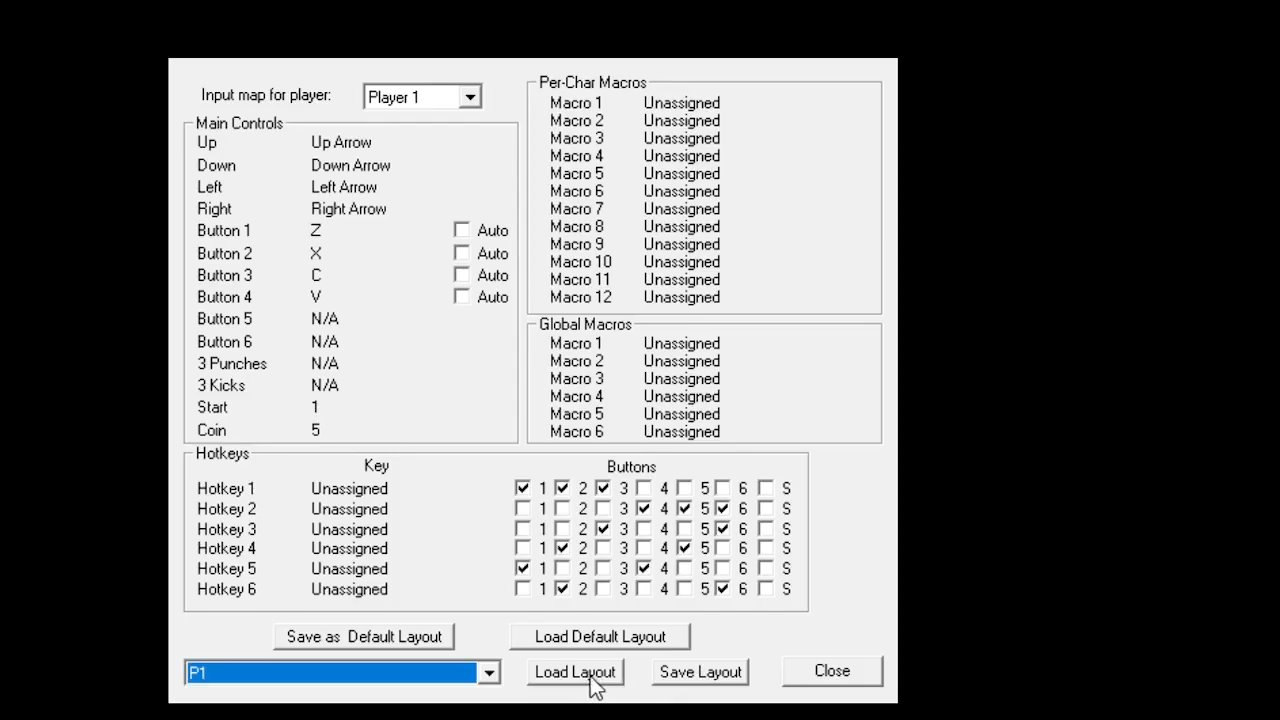 Input map for player: Player 1
Main Controls
Up Up Arrow
Down Down Arrow
Left Left Arrow
Right Right Arrow
Button 1 Z Auto
Button 2 X Auto
Button 3 C Auto
Button 4 V Auto
Button 5 N/A
Button 6 N/A
3 Punches N/A
3 Kicks N/A
Start 1
Coin 5
Per-Char Macros
Macro 1 Unassigned
Macro 2 Unassigned
Macro 3 Unassigned
Macro 4 Unassigned
Macro 5 Unassigned
Macro 6 Unassigned
Macro 7 Unassigned
Macro 8 Unassigned
Macro 9 Unassigned
Macro 10 Unassigned
Macro 11 Unassigned
Macro 12 Unassigned
Global Macros
Macro 1 Unassigned
Macro 2 Unassigned
Macro 3 Unassigned
Macro 4 Unassigned
Macro 5 Unassigned
Macro 6 Unassigned
Hotkeys
Key Buttons
Hotkey 1 Unassigned 1 2 3 4 5 6 S
Hotkey 2 Unassigned 1 2 3 4 5 6 S
Hotkey 3 Unassigned 1 2 3 4 5 6 S
Hotkey 4 Unassigned 1 2 3 4 5 6 S
Hotkey 5 Unassigned 1 2 3 4 5 6 S
Hotkey 6 Unassigned 1 2 3 4 5 6 S
Save as Default Layout Load Default Layout
P1 Load Layout Save Layout Close